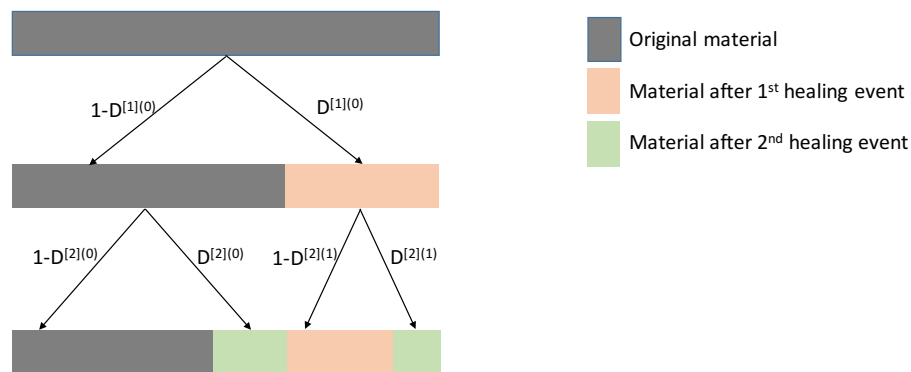 Original material
1-D^[1](0)
D^[1](0)
Material after 1st healing event
Material after 2nd healing event
1-D^[2](0)
D^[2](0)
1-D^[2](1)
D^[2](1)